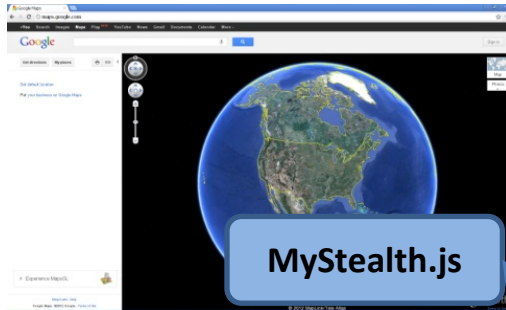 Google Maps
maps.google.com
+You Search Images Maps Play YouTube News Gmail Documents Calendar More
Google
Sign in
Get directions My places
Map
Set default location
Photos
Put your business on Google Maps
MyStealth.js
Experience MapsGL